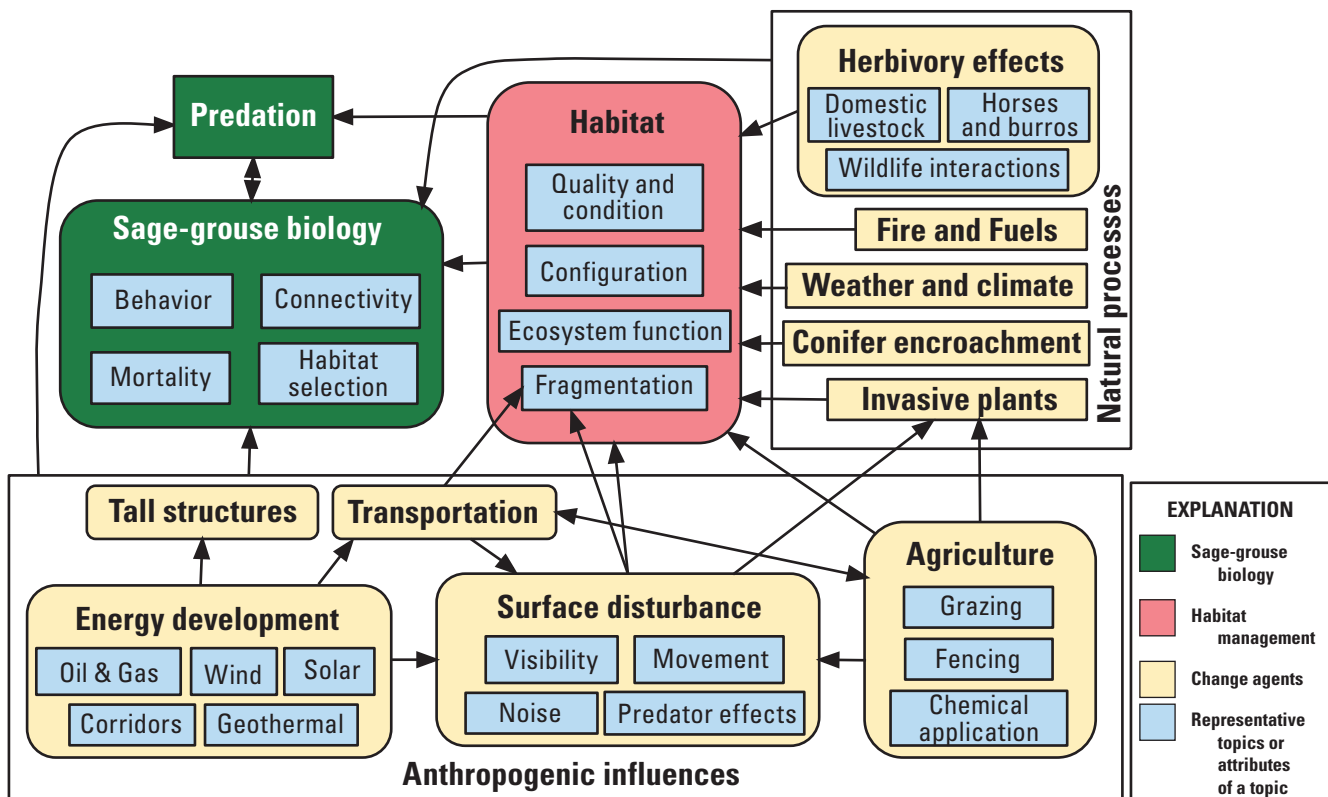 Predation
Sage-grouse biology
Behavior
Connectivity
Mortality
Habitat
selection
Habitat
Quality and
condition
Configuration
Ecosystem function
Fragmentation
Herbivory effects
Domestic
livestock
Horses
and burros
Wildlife interactions
Fire and Fuels
Weather and climate
Conifer encroachment
Invasive plants
Natural processes
Tall structures
Transportation
Energy development
Oil & Gas
Wind
Solar
Corridors
Geothermal
Surface disturbance
Visibility
Movement
Noise
Predator effects
Agriculture
Grazing
Fencing
Chemical
application
Anthropogenic influences
EXPLANATION
Sage-grouse
biology
Habitat
management
Change agents
Representative
topics or
attributes
of a topic